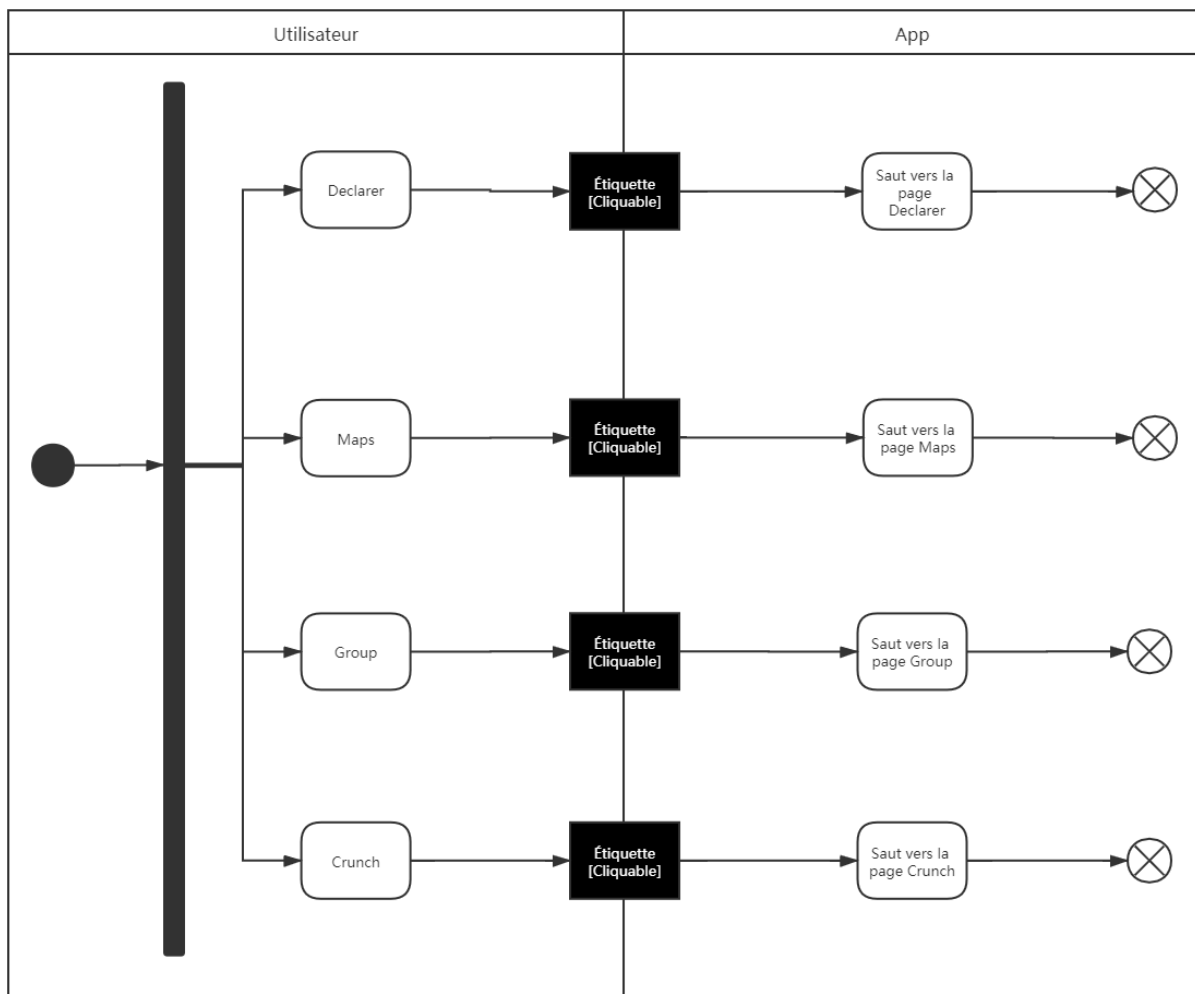 Utilisateur
App
Declarer
Étiquette
[Cliquable]
Saut vers la
page
Declarer
Maps
Étiquette
[Cliquable]
Saut vers la
page Maps
Group
Étiquette
[Cliquable]
Saut vers la
page Group
Crunch
Étiquette
[Cliquable]
Saut vers la
page Crunch